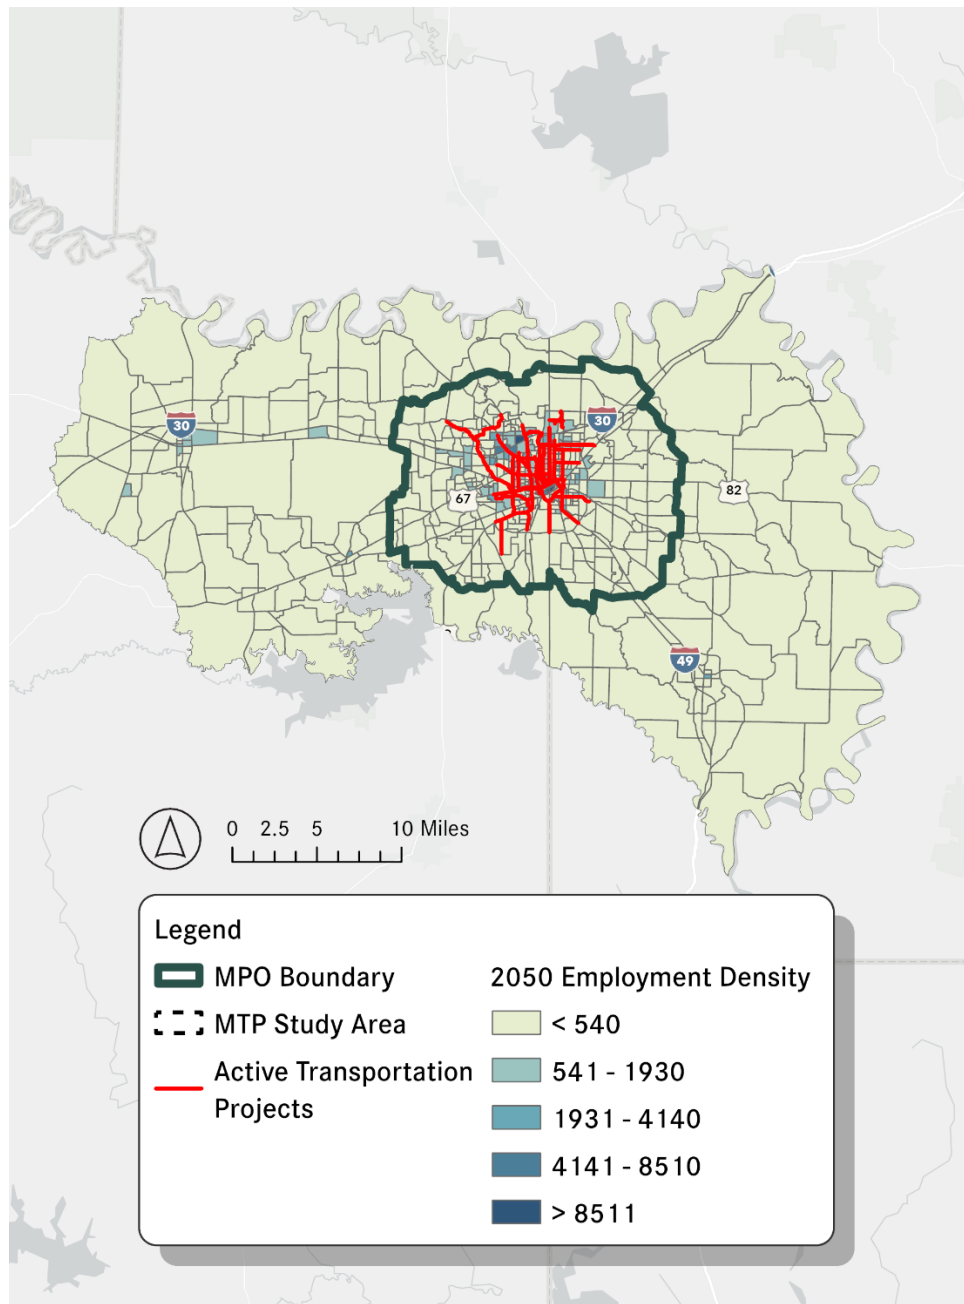 30
30
82
67
49
0 2.5 5 10 Miles
Legend
MPO Boundary
MTP Study Area
Active Transportation
Projects
2050 Employment Density
< 540
541 - 1930
1931 - 4140
4141 - 8510
> 8511